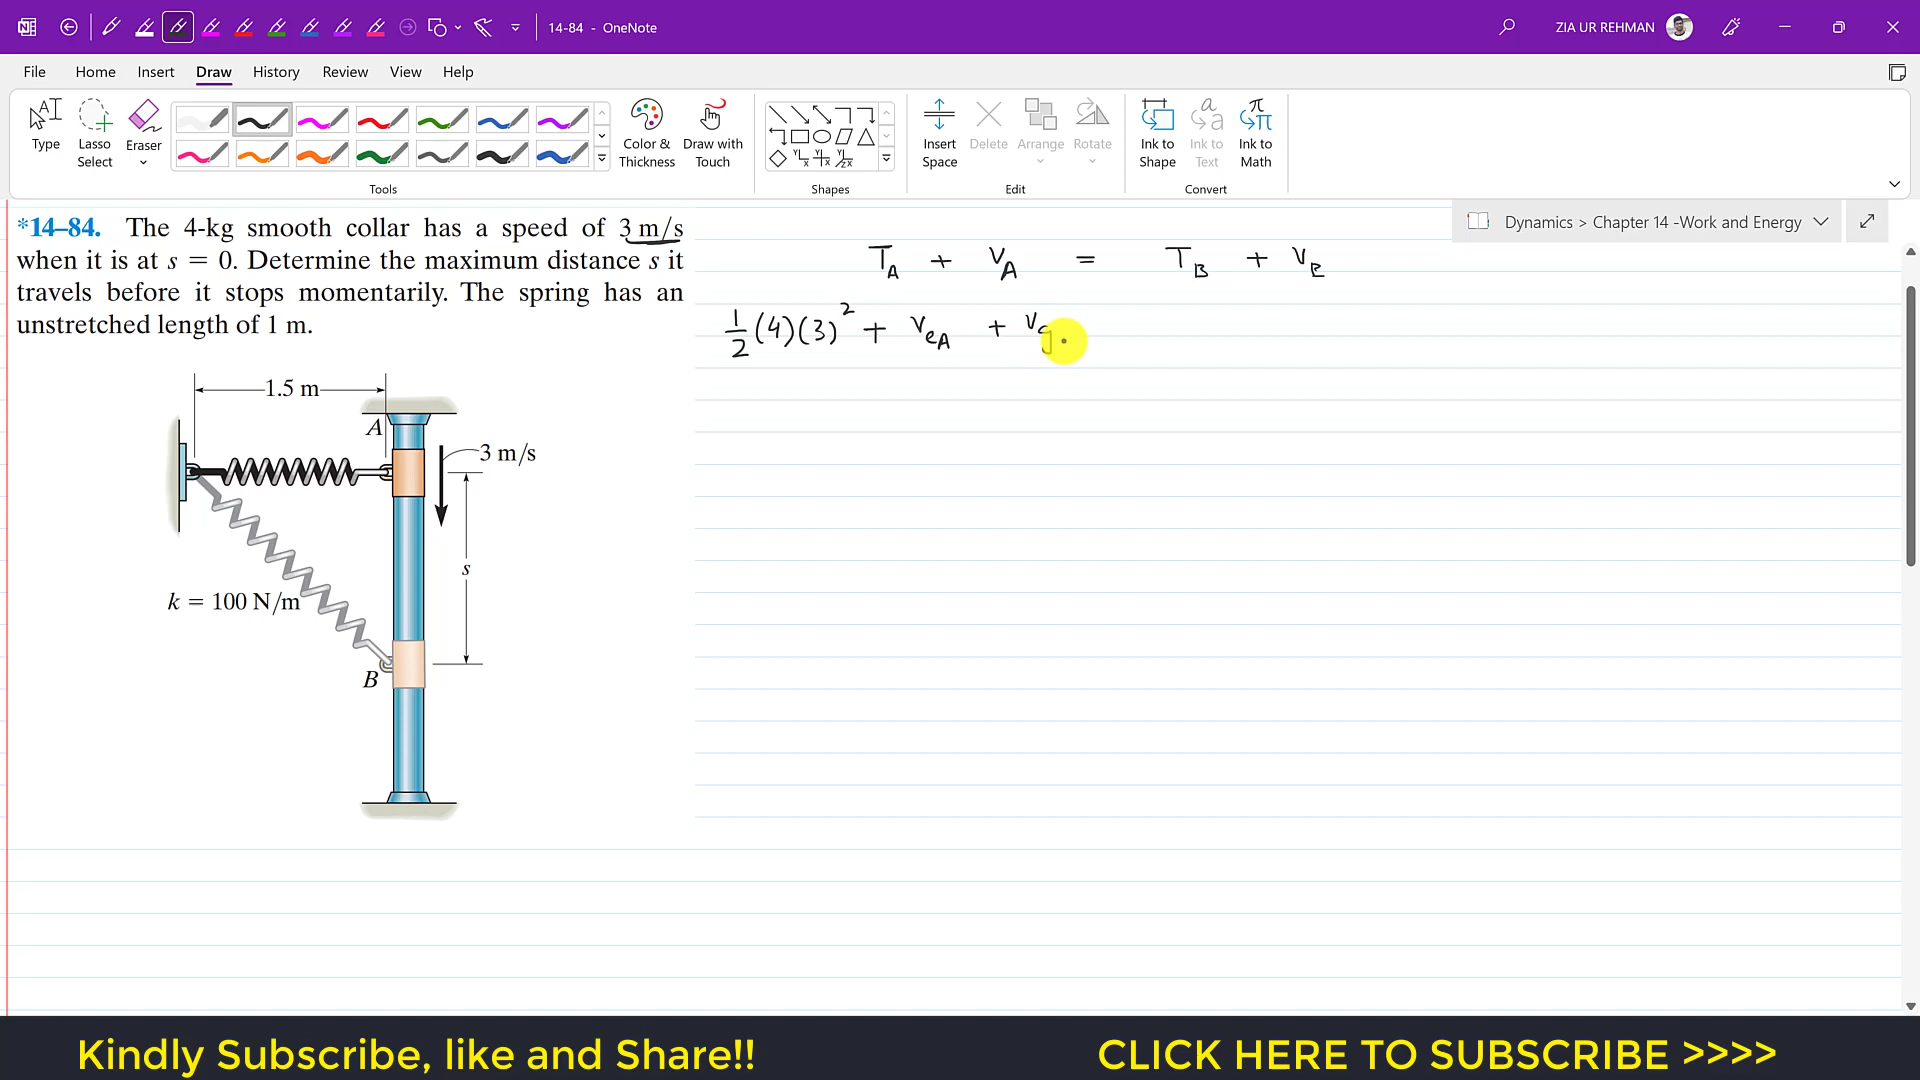 14-84 - OneNote
ZIA UR REHMAN
File Home Insert Draw History Review View Help
Type
Lasso Select
Eraser
Color & Thickness
Draw with Touch
Insert Space
Delete
Arrange
Rotate
Ink to Shape
Ink to Text
Ink to Math
Tools
Shapes
Edit
Convert
Dynamics > Chapter 14 -Work and Energy
*14–84. The 4-kg smooth collar has a speed of 3 m/s
when it is at s = 0. Determine the maximum distance s it
travels before it stops momentarily. The spring has an
unstretched length of 1 m.
T_A + V_A = T_B + V_B
1/2 (4)(3)² + V_eA + V_g
1.5 m
A
3 m/s
s
k = 100 N/m
B
Kindly Subscribe, like and Share!!
CLICK HERE TO SUBSCRIBE >>>>